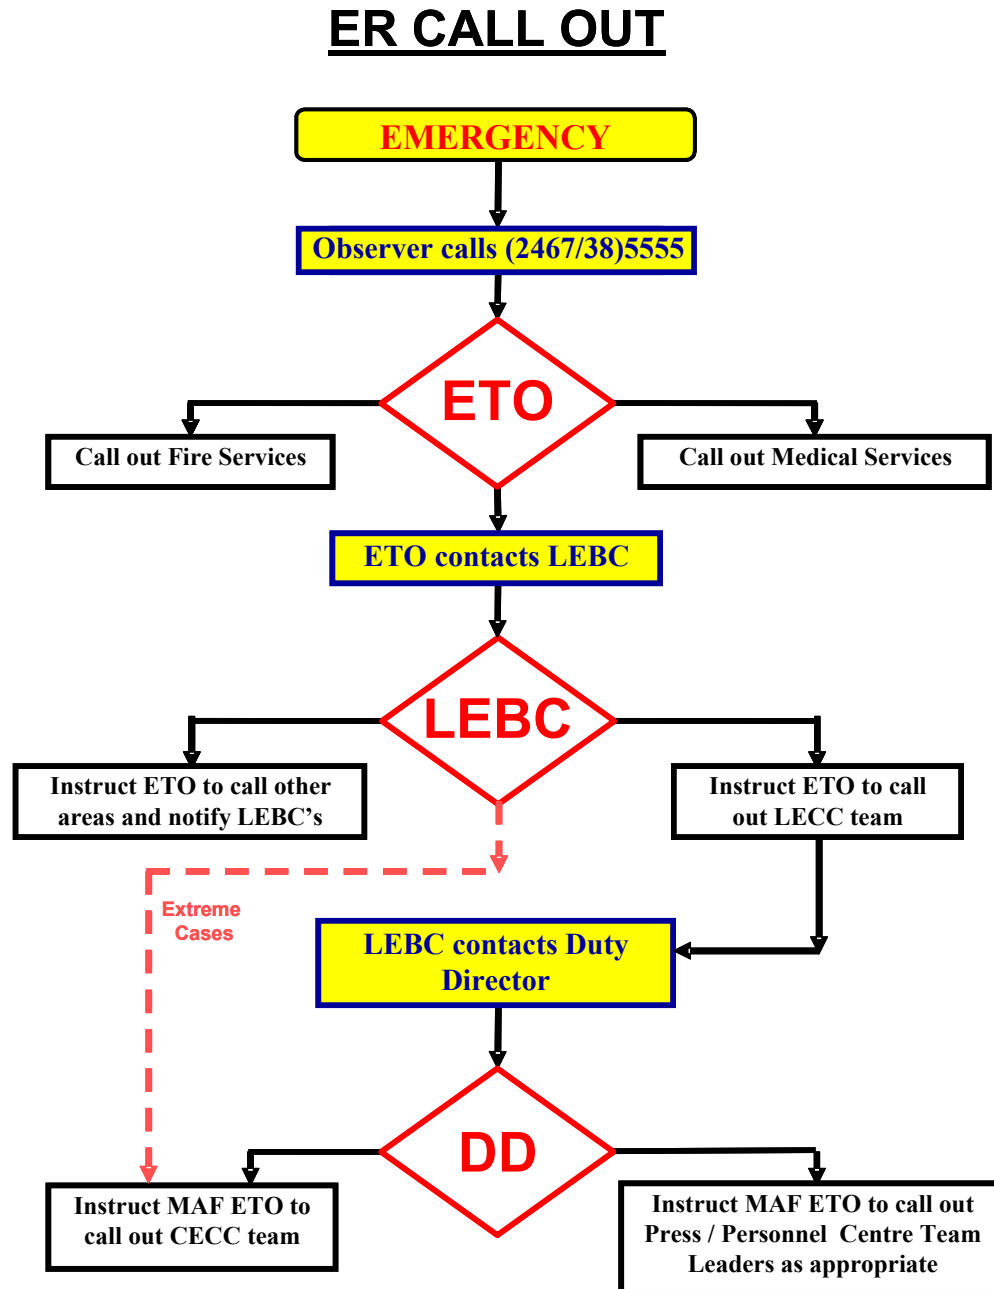 ER CALL OUT
EMERGENCY
Observer calls (2467/38)5555
ETO
Call out Fire Services
Call out Medical Services
ETO contacts LEBC
LEBC
Instruct ETO to call other
areas and notify LEBC's
Instruct ETO to call
out LECC team
Extreme
Cases
LEBC contacts Duty
Director
DD
Instruct MAF ETO to
call out CECC team
Instruct MAF ETO to call out
Press / Personnel Centre Team
Leaders as appropriate